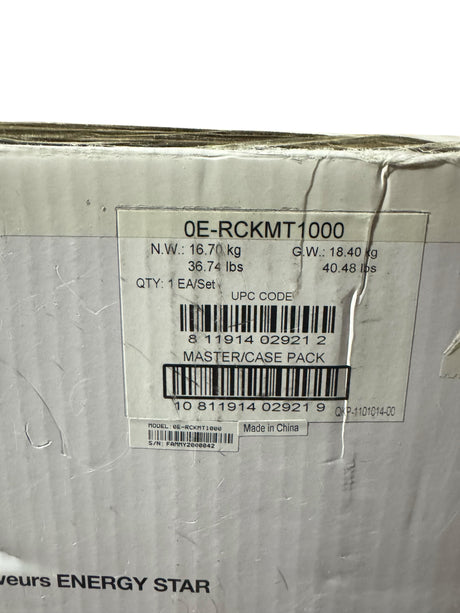 0E-RCKMT1000
N.W.: 16.70 kg G.W.: 18.40 kg
36.74 lbs 40.48 lbs
QTY: 1 EA/Set
UPC CODE
8 11914 02921 2
MASTER/CASE PACK
10 811914 02921 9
QKP-1101014-00
MODEL 0E-RCKMT1000
Made in China
S/N: FAMMY2000042
veurs ENERGY STAR